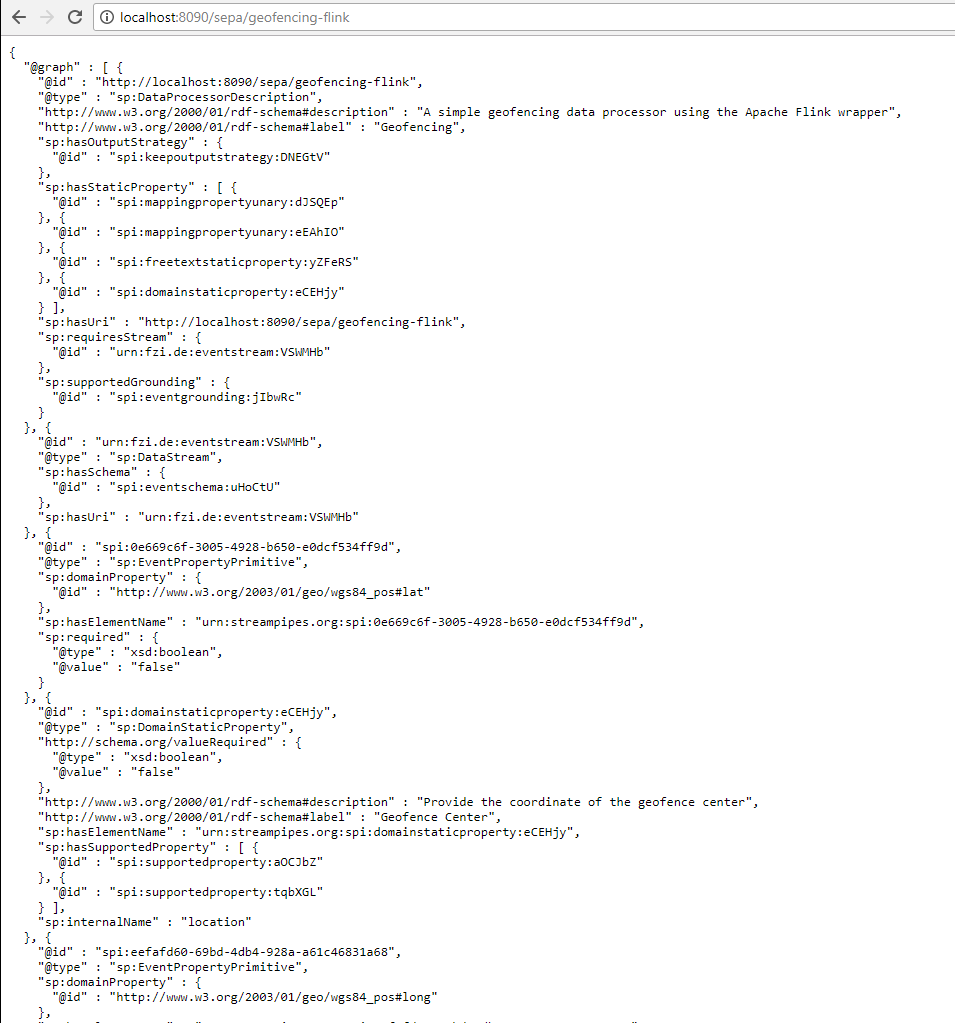 localhost:8090/sepa/geofencing-flink
{
"@graph" : [ {
"@id" : "http://localhost:8090/sepa/geofencing-flink",
"@type" : "sp:DataProcessorDescription",
"http://www.w3.org/2000/01/rdf-schema#description" : "A simple geofencing data processor using the Apache Flink wrapper",
"http://www.w3.org/2000/01/rdf-schema#label" : "Geofencing",
"sp:hasOutputStrategy" : {
"@id" : "spi:keepoutputstrategy:DNEGtV"
},
"sp:hasStaticProperty" : [ {
"@id" : "spi:mappingpropertyunary:dJSQEp"
}, {
"@id" : "spi:mappingpropertyunary:eEAhIO"
}, {
"@id" : "spi:freetextstaticproperty:yZFeRS"
}, {
"@id" : "spi:domainstaticproperty:eCEHjy"
} ],
"sp:hasUri" : "http://localhost:8090/sepa/geofencing-flink",
"sp:requiresStream" : {
"@id" : "urn:fzi.de:eventstream:VSWMHb"
},
"sp:supportedGrounding" : {
"@id" : "spi:eventgrounding:jIbwRc"
}
}, {
"@id" : "urn:fzi.de:eventstream:VSWMHb",
"@type" : "sp:DataStream",
"sp:hasSchema" : {
"@id" : "spi:eventschema:uHoCtU"
},
"sp:hasUri" : "urn:fzi.de:eventstream:VSWMHb"
}, {
"@id" : "spi:0e669c6f-3005-4928-b650-e0dcf534ff9d",
"@type" : "sp:EventPropertyPrimitive",
"sp:domainProperty" : {
"@id" : "http://www.w3.org/2003/01/geo/wgs84_pos#lat"
},
"sp:hasElementName" : "urn:streampipes.org:spi:0e669c6f-3005-4928-b650-e0dcf534ff9d",
"sp:required" : {
"@type" : "xsd:boolean",
"@value" : "false"
}
}, {
"@id" : "spi:domainstaticproperty:eCEHjy",
"@type" : "sp:DomainStaticProperty",
"http://schema.org/valueRequired" : {
"@type" : "xsd:boolean",
"@value" : "false"
},
"http://www.w3.org/2000/01/rdf-schema#description" : "Provide the coordinate of the geofence center",
"http://www.w3.org/2000/01/rdf-schema#label" : "Geofence Center",
"sp:hasElementName" : "urn:streampipes.org:spi:domainstaticproperty:eCEHjy",
"sp:hasSupportedProperty" : [ {
"@id" : "spi:supportedproperty:aOCJbZ"
}, {
"@id" : "spi:supportedproperty:tqbXGL"
} ],
"sp:internalName" : "location"
}, {
"@id" : "spi:eefafd60-69bd-4db4-928a-a61c46831a68",
"@type" : "sp:EventPropertyPrimitive",
"sp:domainProperty" : {
"@id" : "http://www.w3.org/2003/01/geo/wgs84_pos#long"
},